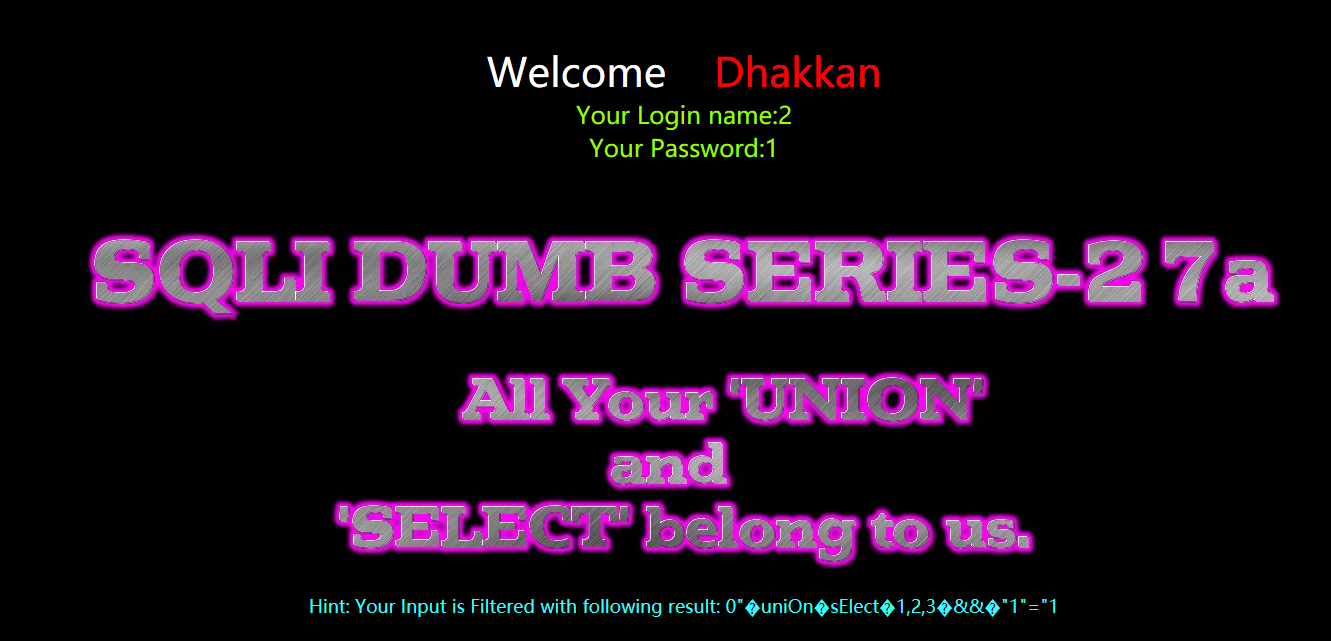 Welcome Dhakkan
Your Login name:2
Your Password:1
SQLI DUMB SERIES-2 7a
All Your 'UNION'
and
'SELECT' belong to us.
Hint: Your Input is Filtered with following result: 0"�uniOn�sElect�1,2,3�&&�"1"="1